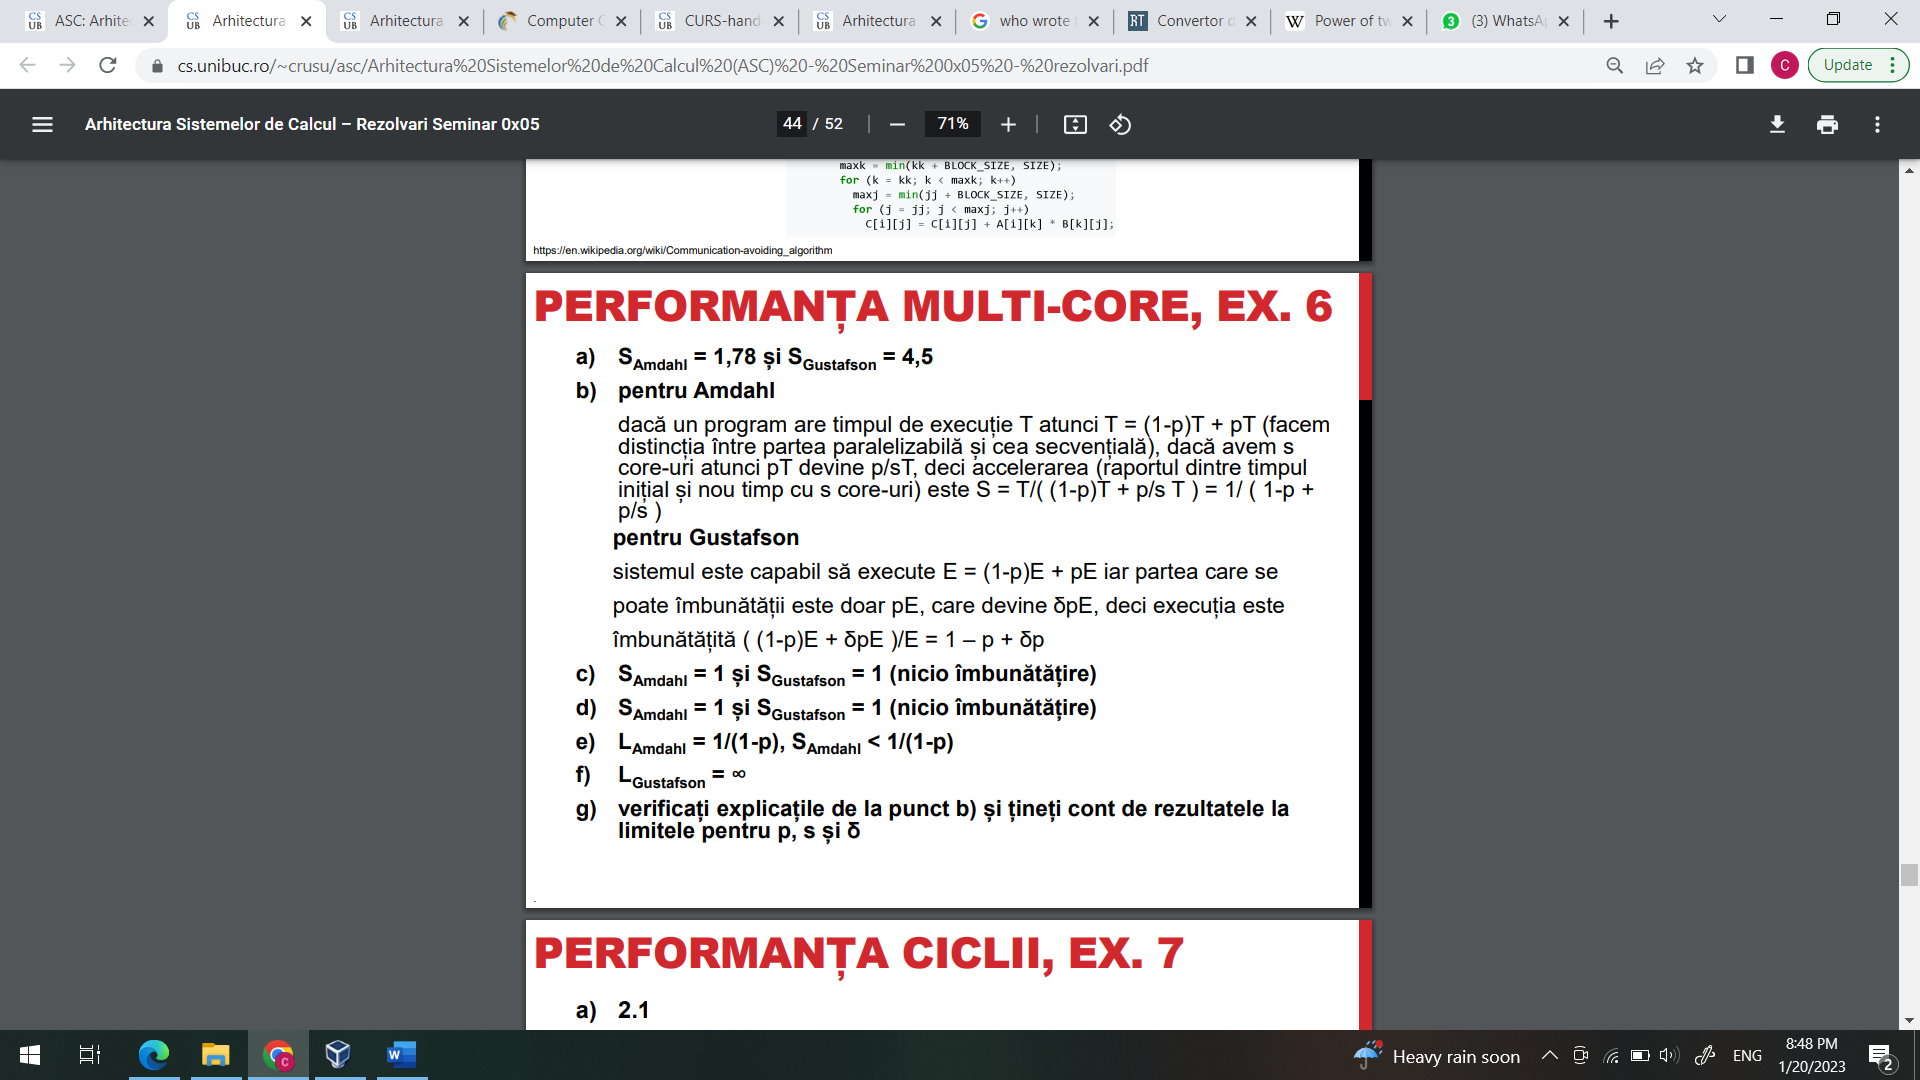 ASC: Arhite
Arhitectura
Arhitectura
Computer C
CURS-hand
Arhitectura
who wrote t
Convertor d
Power of tw
(3) WhatsA
cs.unibuc.ro/~crusu/asc/Arhitectura%20Sistemelor%20de%20Calcul%20(ASC)%20-%20Seminar%200x05%20-%20rezolvari.pdf
C
Update
Arhitectura Sistemelor de Calcul – Rezolvari Seminar 0x05
44 / 52
71%
maxk = min(kk + BLOCK_SIZE, SIZE);
for (k = kk; k < maxk; k++)
maxj = min(jj + BLOCK_SIZE, SIZE);
for (j = jj; j < maxj; j++)
C[i][j] = C[i][j] + A[i][k] * B[k][j];
https://en.wikipedia.org/wiki/Communication-avoiding_algorithm
PERFORMANȚA MULTI-CORE, EX. 6
a) SAmdahl = 1,78 și SGustafson = 4,5
b) pentru Amdahl
dacă un program are timpul de execuție T atunci T = (1-p)T + pT (facem
distincția între partea paralelizabilă și cea secvențială), dacă avem s
core-uri atunci pT devine p/sT, deci accelerarea (raportul dintre timpul
inițial și nou timp cu s core-uri) este S = T/( (1-p)T + p/s T ) = 1/ ( 1-p +
p/s )
pentru Gustafson
sistemul este capabil să execute E = (1-p)E + pE iar partea care se
poate îmbunătății este doar pE, care devine δpE, deci execuția este
îmbunătățită ( (1-p)E + δpE )/E = 1 – p + δp
c) SAmdahl = 1 și SGustafson = 1 (nicio îmbunătățire)
d) SAmdahl = 1 și SGustafson = 1 (nicio îmbunătățire)
e) LAmdahl = 1/(1-p), SAmdahl < 1/(1-p)
f) LGustafson = ∞
g) verificați explicațile de la punct b) și țineți cont de rezultatele la
limitele pentru p, s și δ
.
PERFORMANȚA CICLII, EX. 7
a) 2.1
Heavy rain soon
ENG
8:48 PM
1/20/2023
2